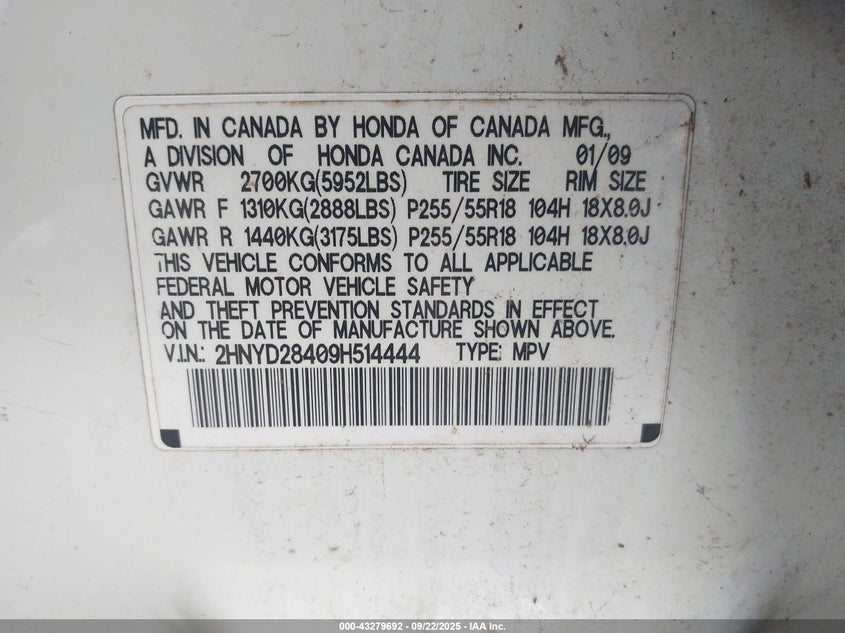 MFD. IN CANADA BY HONDA OF CANADA MFG.,
A DIVISION OF HONDA CANADA INC. 01/09
GVWR 2700KG(5952LBS) TIRE SIZE RIM SIZE
GAWR F 1310KG(2888LBS) P255/55R18 104H 18X8.0J
GAWR R 1440KG(3175LBS) P255/55R18 104H 18X8.0J
THIS VEHICLE CONFORMS TO ALL APPLICABLE
FEDERAL MOTOR VEHICLE SAFETY
AND THEFT PREVENTION STANDARDS IN EFFECT
ON THE DATE OF MANUFACTURE SHOWN ABOVE.
V.I.N.: 2HNYD28409H514444 TYPE: MPV
000-43279692 - 09/22/2025 - IAA Inc.